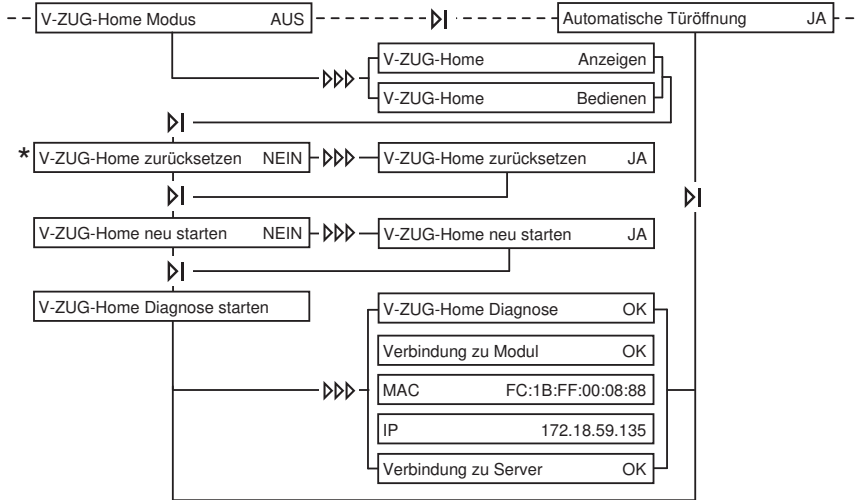 V-ZUG-Home Modus AUS
Automatische Türöffnung JA
V-ZUG-Home Anzeigen
V-ZUG-Home Bedienen
* V-ZUG-Home zurücksetzen NEIN
V-ZUG-Home zurücksetzen JA
V-ZUG-Home neu starten NEIN
V-ZUG-Home neu starten JA
V-ZUG-Home Diagnose starten
V-ZUG-Home Diagnose OK
Verbindung zu Modul OK
MAC FC:1B:FF:00:08:88
IP 172.18.59.135
Verbindung zu Server OK